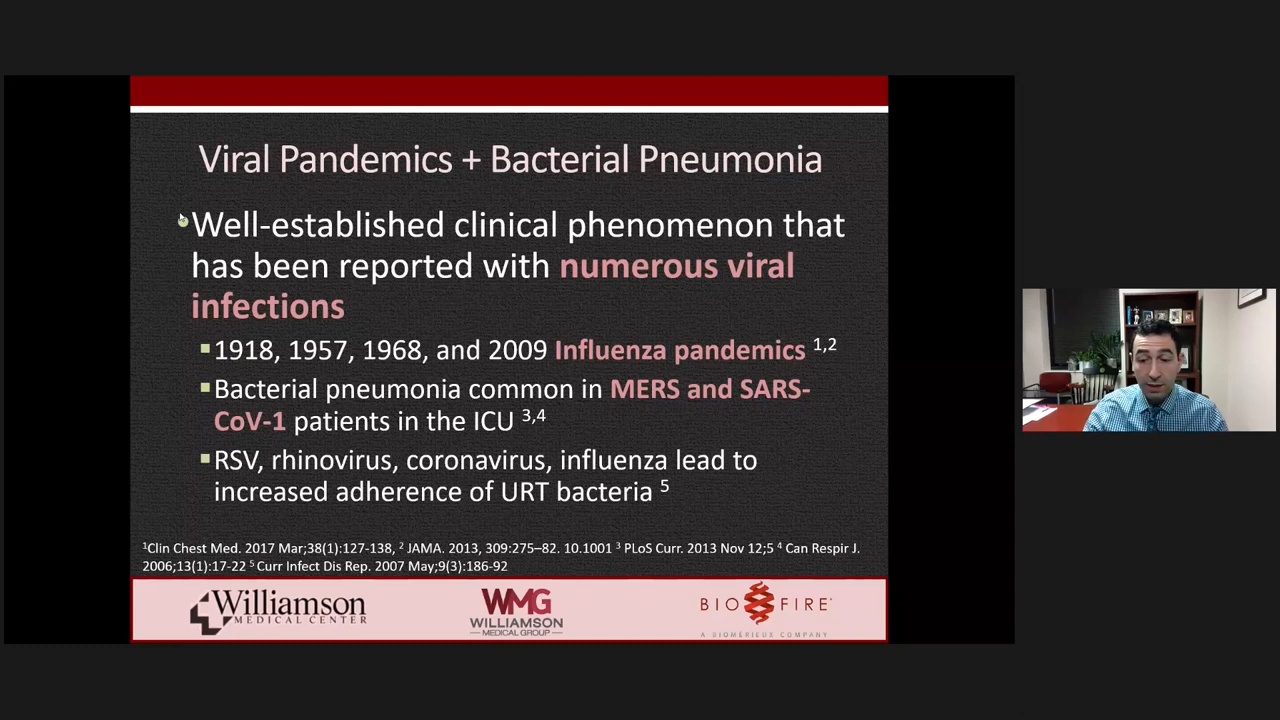 Viral Pandemics + Bacterial Pneumonia
Well-established clinical phenomenon that
has been reported with numerous viral
infections
1918, 1957, 1968, and 2009 Influenza pandemics 1,2
Bacterial pneumonia common in MERS and SARS-
CoV-1 patients in the ICU 3,4
RSV, rhinovirus, coronavirus, influenza lead to
increased adherence of URT bacteria 5
1Clin Chest Med. 2017 Mar;38(1):127-138, 2 JAMA. 2013, 309:275–82. 10.1001 3 PLoS Curr. 2013 Nov 12;5 4 Can Respir J.
2006;13(1):17-22 5 Curr Infect Dis Rep. 2007 May;9(3):186-92
Williamson
MEDICAL CENTER
WMG
WILLIAMSON
MEDICAL GROUP
BIOFIRE
A BIOMÉRIEUX COMPANY